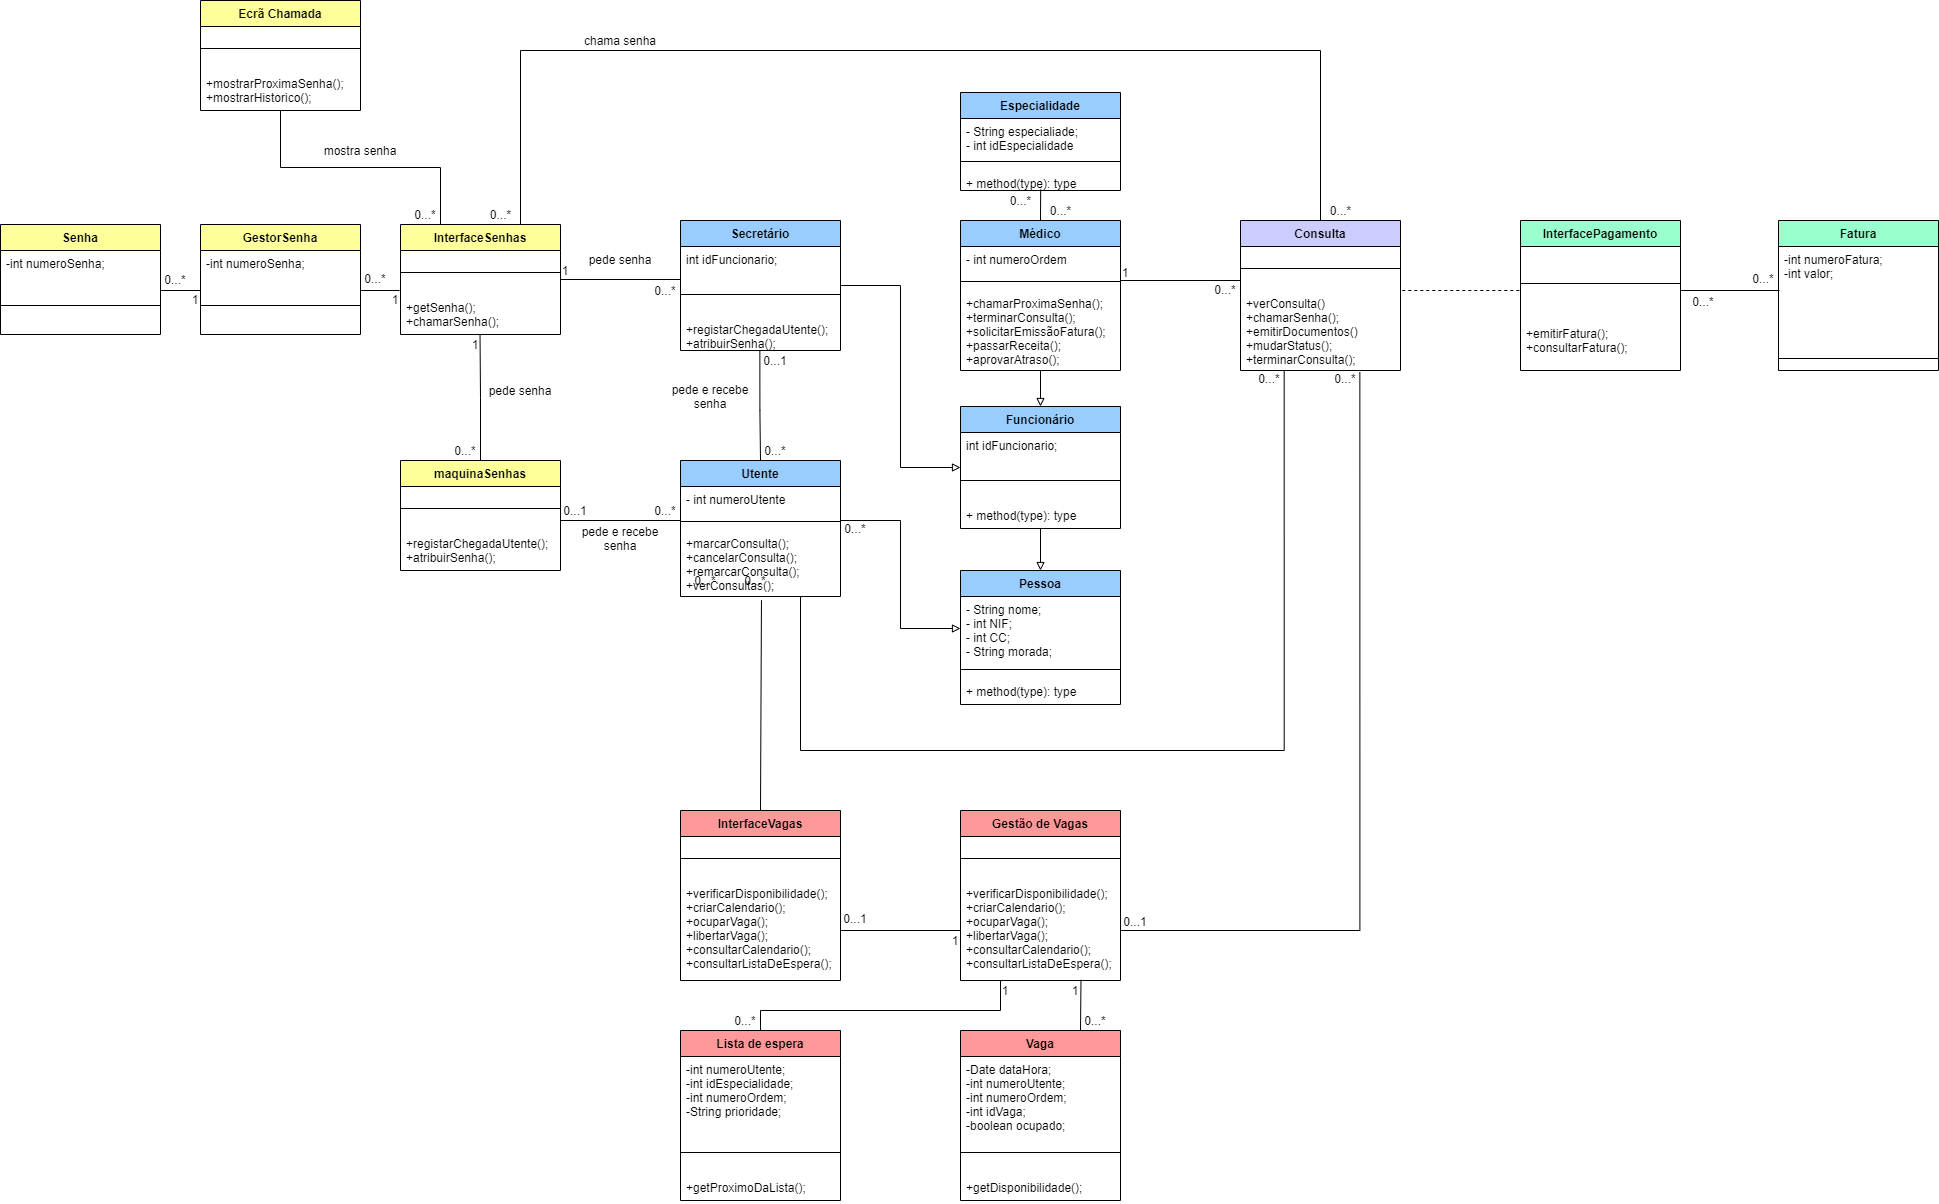 Ecrã Chamada
+mostrarProximaSenha();
+mostrarHistorico();
chama senha
mostra senha
0...*
0...*
Especialidade
- String especialiade;
- int idEspecialidade
+ method(type): type
0...*
0...*
0...*
Senha
-int numeroSenha;
0...*
1
GestorSenha
-int numeroSenha;
0...*
1
InterfaceSenhas
+getSenha();
+chamarSenha();
1
pede senha
0...*
Secretário
int idFuncionario;
+registarChegadaUtente();
+atribuirSenha();
Médico
- int numeroOrdem
+chamarProximaSenha();
+terminarConsulta();
+solicitarEmissãoFatura();
+passarReceita();
+aprovarAtraso();
1
0...*
Consulta
+verConsulta()
+chamarSenha();
+emitirDocumentos()
+mudarStatus();
+terminarConsulta();
InterfacePagamento
+emitirFatura();
+consultarFatura();
0...*
0...*
Fatura
-int numeroFatura;
-int valor;
1
pede senha
0...*
0...1
pede e recebe
senha
0...*
0...*
0...*
Funcionário
int idFuncionario;
+ method(type): type
maquinaSenhas
+registarChegadaUtente();
+atribuirSenha();
0...1
0...*
pede e recebe
senha
Utente
- int numeroUtente
+marcarConsulta();
+cancelarConsulta();
+remarcarConsulta();
+verConsultas();
0...*
0...*
0...*
Pessoa
- String nome;
- int NIF;
- int CC;
- String morada;
+ method(type): type
InterfaceVagas
+verificarDisponibilidade();
+criarCalendario();
+ocuparVaga();
+libertarVaga();
+consultarCalendario();
+consultarListaDeEspera();
0...1
1
Gestão de Vagas
+verificarDisponibilidade();
+criarCalendario();
+ocuparVaga();
+libertarVaga();
+consultarCalendario();
+consultarListaDeEspera();
0...1
1
1
0...*
0...*
Lista de espera
-int numeroUtente;
-int idEspecialidade;
-int numeroOrdem;
-String prioridade;
+getProximoDaLista();
Vaga
-Date dataHora;
-int numeroUtente;
-int numeroOrdem;
-int idVaga;
-boolean ocupado;
+getDisponibilidade();